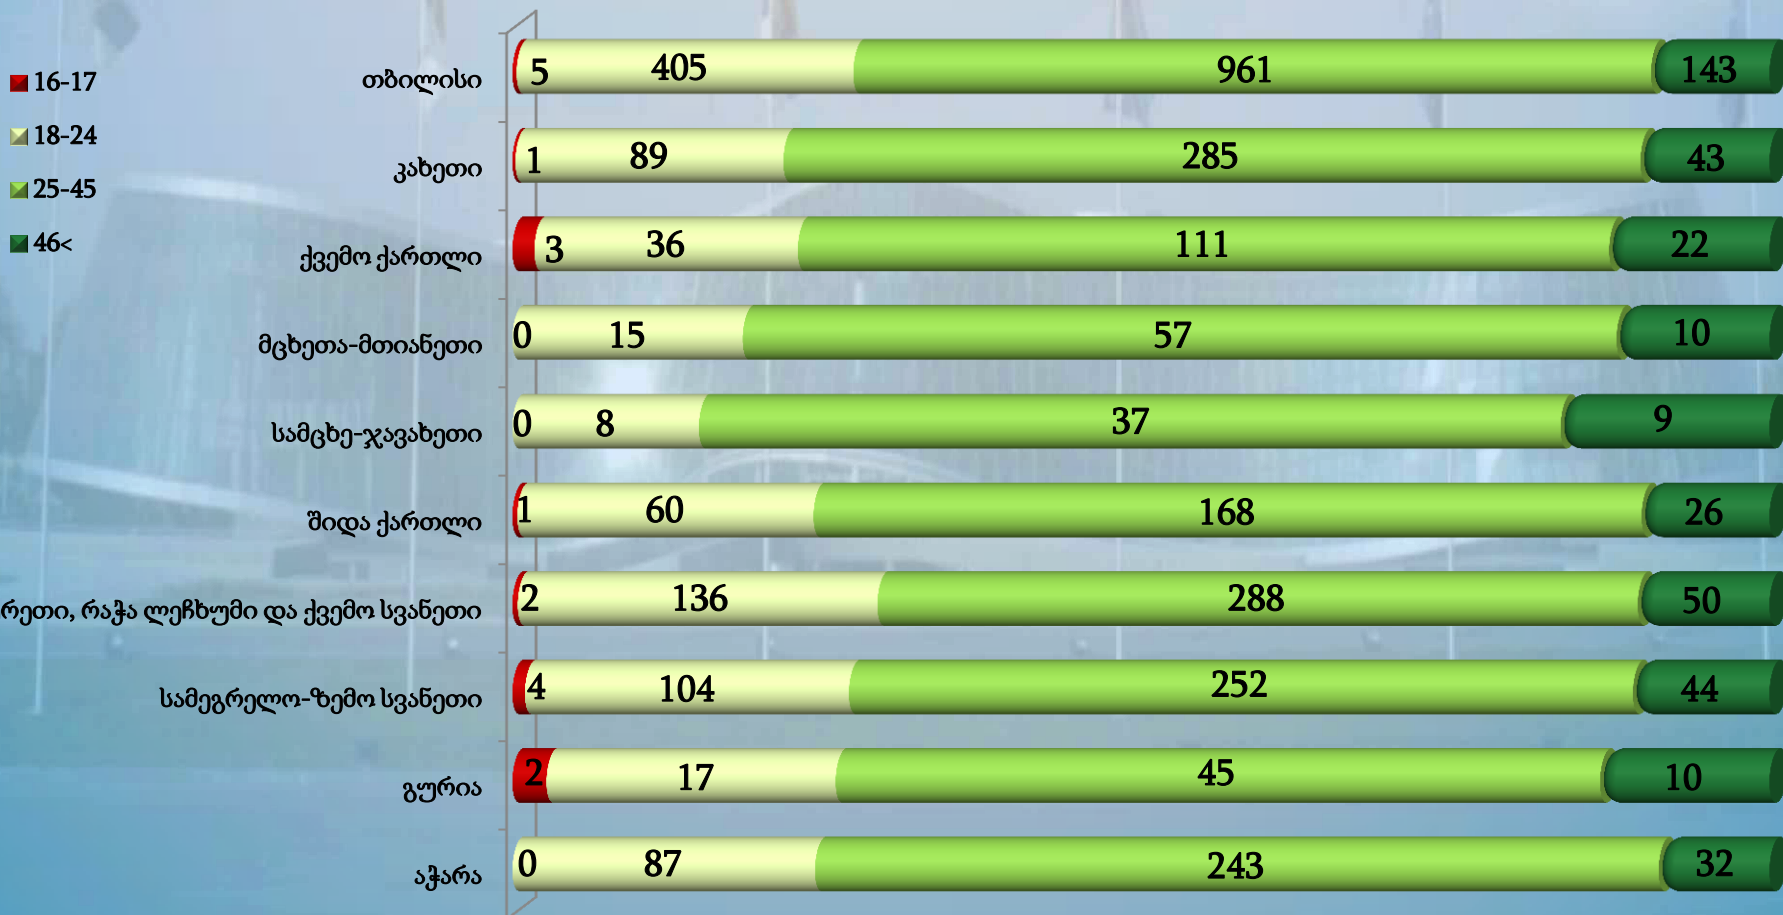 16-17
18-24
25-45
46<
თბილისი 5 405 961 143
კახეთი 1 89 285 43
ქვემო ქართლი 3 36 111 22
მცხეთა-მთიანეთი 0 15 57 10
სამცხე-ჯავახეთი 0 8 37 9
შიდა ქართლი 1 60 168 26
რეთი, რაჭა ლეჩხუმი და ქვემო სვანეთი 2 136 288 50
სამეგრელო-ზემო სვანეთი 4 104 252 44
გურია 2 17 45 10
აჭარა 0 87 243 32